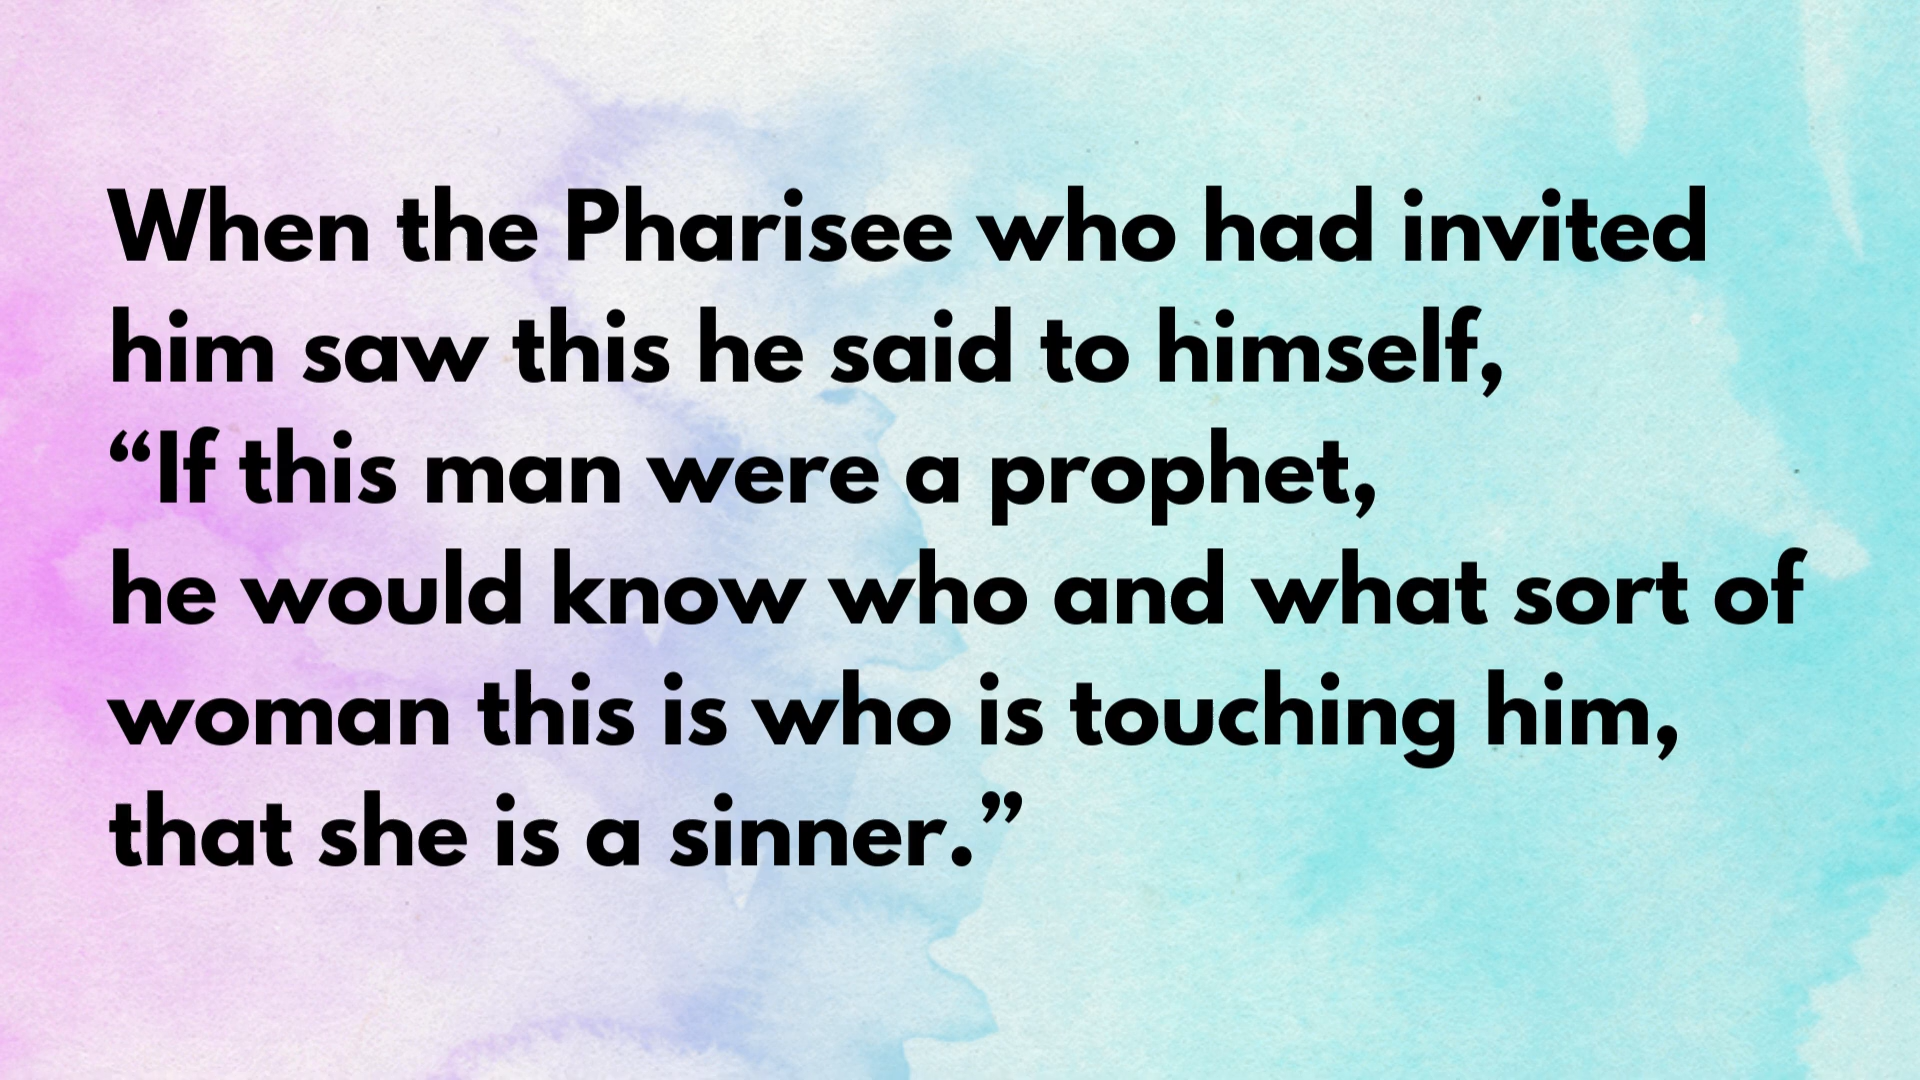 When the Pharisee who had invited
him saw this he said to himself,
“If this man were a prophet,
he would know who and what sort of
woman this is who is touching him,
that she is a sinner.”